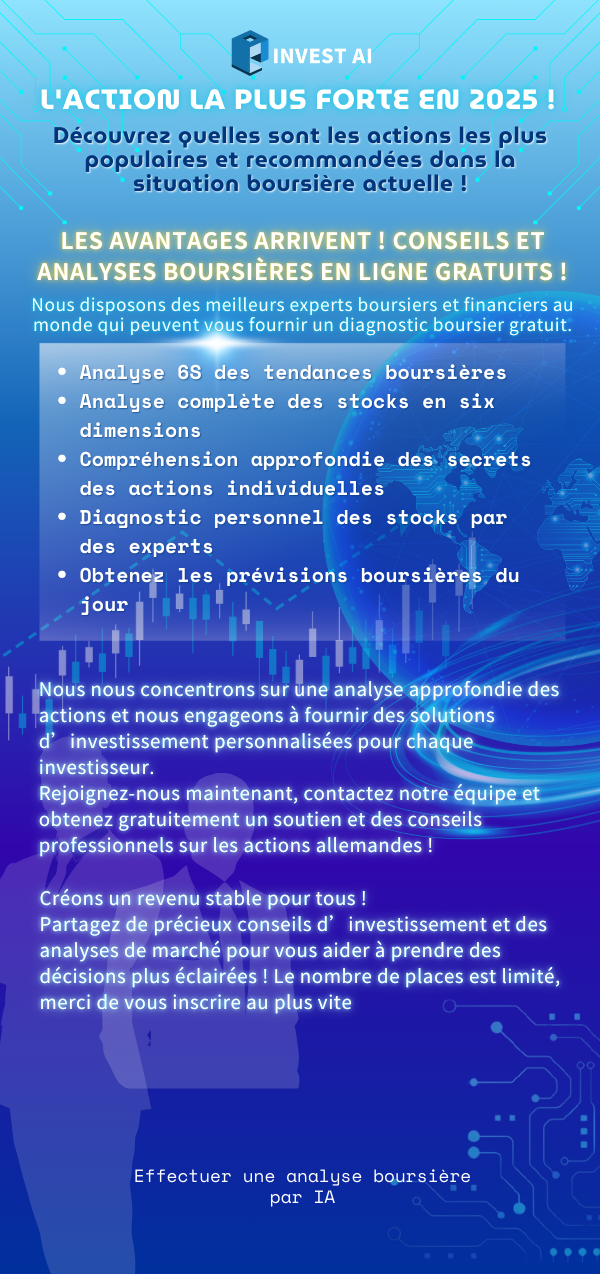 INVEST AI
L'ACTION LA PLUS FORTE EN 2025 !
Découvrez quelles sont les actions les plus
populaires et recommandées dans la
situation boursière actuelle !
LES AVANTAGES ARRIVENT ! CONSEILS ET
ANALYSES BOURSIÈRES EN LIGNE GRATUITS !
Nous disposons des meilleurs experts boursiers et financiers au
monde qui peuvent vous fournir un diagnostic boursier gratuit.
• Analyse 6S des tendances boursières
• Analyse complète des stocks en six
dimensions
• Compréhension approfondie des secrets
des actions individuelles
• Diagnostic personnel des stocks par
des experts
• Obtenez les prévisions boursières du
jour
Nous nous concentrons sur une analyse approfondie des
actions et nous engageons à fournir des solutions
d’investissement personnalisées pour chaque
investisseur.
Rejoignez-nous maintenant, contactez notre équipe et
obtenez gratuitement un soutien et des conseils
professionnels sur les actions allemandes !
Créons un revenu stable pour tous !
Partagez de précieux conseils d’investissement et des
analyses de marché pour vous aider à prendre des
décisions plus éclairées ! Le nombre de places est limité,
merci de vous inscrire au plus vite
Effectuer une analyse boursière
par IA